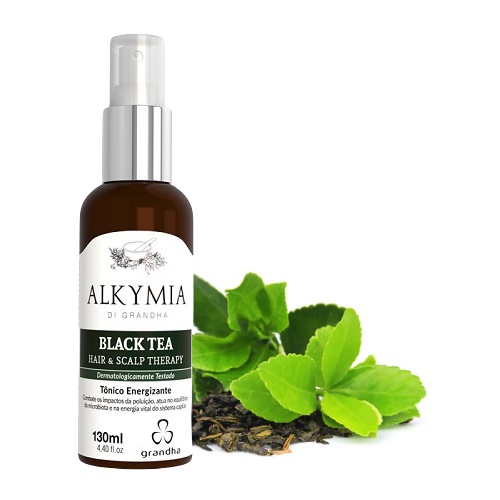 ALKYMIA
DI GRANDHA
BLACK TEA
HAIR & SCALP THERAPY
Dermatologicamente Testado
Tônico Energizante
Combate os impactos da poluição, atua no equilíbrio
da microbiota e na energia vital do sistema capilar.
130ml
4,40 fl.oz
grandha